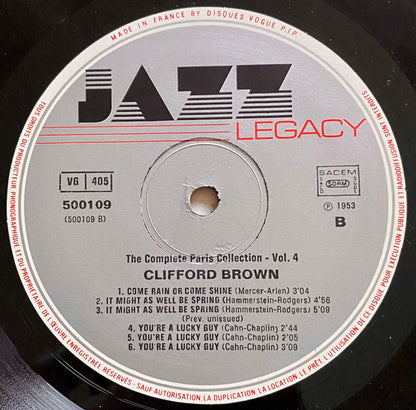 MADE IN FRANCE BY DISQUES VOGUE P.I.P.
JAZZ
LEGACY
VG 405
500109
(500109 B)
SACEM
SDRM
SACD
SGDL
℗ 1953
B
The Complete Paris Collection - Vol. 4
CLIFFORD BROWN
1. COME RAIN OR COME SHINE (Mercer-Arlen) 3'04
2. IT MIGHT AS WELL BE SPRING (Hammerstein-Rodgers) 4'56
3. IT MIGHT AS WELL BE SPRING (Hammerstein-Rodgers) 5'09
(Prev. unissued)
4. YOU'RE A LUCKY GUY (Cahn-Chaplin) 2'44
5. YOU'RE A LUCKY GUY (Cahn-Chaplin) 2'05
6. YOU'RE A LUCKY GUY (Cahn-Chaplin) 3'09
TOUS DROITS DU PRODUCTEUR PHONOGRAPHIQUE ET DU PROPRIETAIRE DE L'ŒUVRE ENREGISTREE RESERVES - SAUF AUTORISATION, LA DUPLICATION, LA LOCATION, LE PRÊT, L'UTILISATION DE CE DISQUE POUR EXECUTION PUBLIQUE ET RADIODIFFUSION SONT INTERDITS